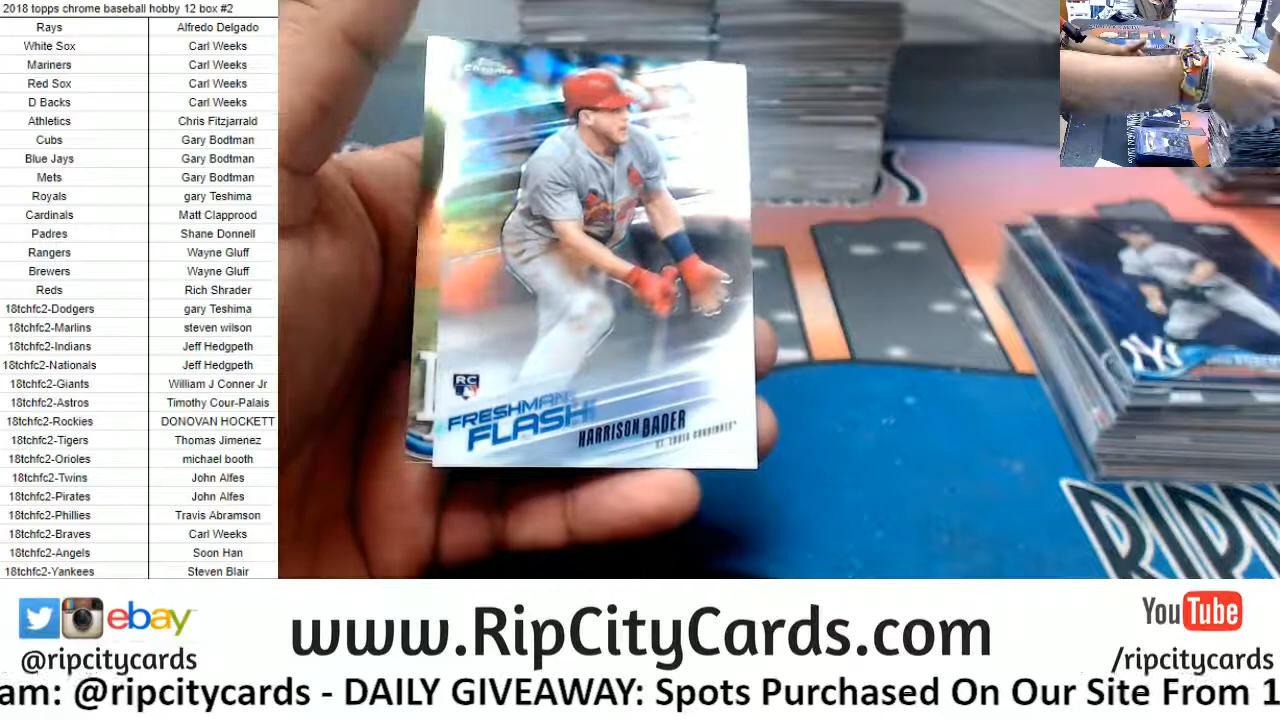 2018 topps chrome baseball hobby 12 box #2
Rays Alfredo Delgado
White Sox Carl Weeks
Mariners Carl Weeks
Red Sox Carl Weeks
D Backs Carl Weeks
Athletics Chris Fitzjarrald
Cubs Gary Bodtman
Blue Jays Gary Bodtman
Mets Gary Bodtman
Royals gary Teshima
Cardinals Matt Clapprood
Padres Shane Donnell
Rangers Wayne Gluff
Brewers Wayne Gluff
Reds Rich Shrader
18tchfc2-Dodgers gary Teshima
18tchfc2-Marlins steven wilson
18tchfc2-Indians Jeff Hedgpeth
18tchfc2-Nationals Jeff Hedgpeth
18tchfc2-Giants William J Conner Jr
18tchfc2-Astros Timothy Cour-Palais
18tchfc2-Rockies DONOVAN HOCKETT
18tchfc2-Tigers Thomas Jimenez
18tchfc2-Orioles michael booth
18tchfc2-Twins John Alfes
18tchfc2-Pirates John Alfes
18tchfc2-Phillies Travis Abramson
18tchfc2-Braves Carl Weeks
18tchfc2-Angels Soon Han
18tchfc2-Yankees Steven Blair
Chrome
RC
FRESHMAN
FLASH
HARRISON BADER
ST. LOUIS CARDINALS
NY
RIPP
ebay
@ripcitycards
www.RipCityCards.com
YouTube
/ripcitycards
am: @ripcitycards - DAILY GIVEAWAY: Spots Purchased On Our Site From 1